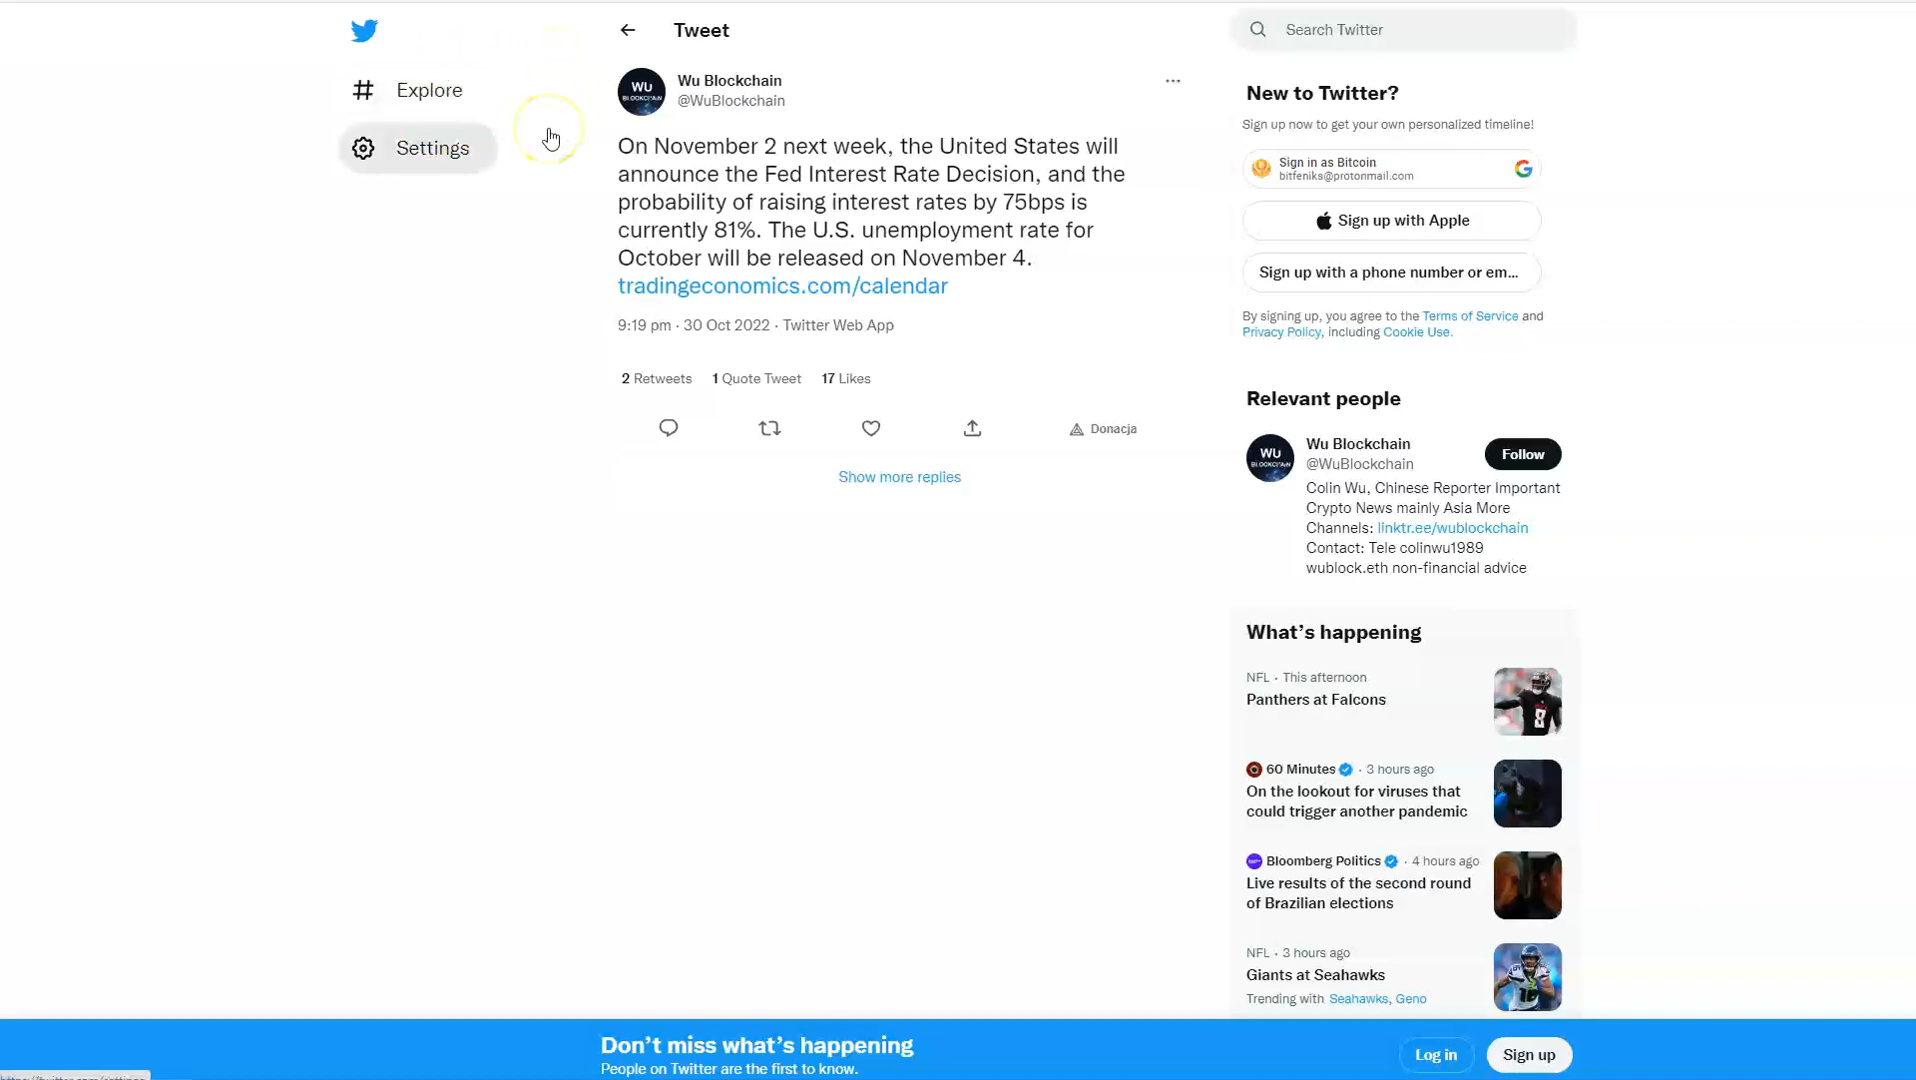 Tweet
Search Twitter
Explore
Settings
WU
BLOCKCHAIN
Wu Blockchain
@WuBlockchain
On November 2 next week, the United States will
announce the Fed Interest Rate Decision, and the
probability of raising interest rates by 75bps is
currently 81%. The U.S. unemployment rate for
October will be released on November 4.
tradingeconomics.com/calendar
9:19 pm · 30 Oct 2022 · Twitter Web App
2 Retweets 1 Quote Tweet 17 Likes
Donacja
Show more replies
New to Twitter?
Sign up now to get your own personalized timeline!
Sign in as Bitcoin
bitfeniks@protonmail.com
Sign up with Apple
Sign up with a phone number or em...
By signing up, you agree to the Terms of Service and
Privacy Policy, including Cookie Use.
Relevant people
WU
BLOCKCHAIN
Wu Blockchain
@WuBlockchain
Follow
Colin Wu, Chinese Reporter Important
Crypto News mainly Asia More
Channels: linktr.ee/wublockchain
Contact: Tele colinwu1989
wublock.eth non-financial advice
What's happening
NFL · This afternoon
Panthers at Falcons
60 Minutes · 3 hours ago
On the lookout for viruses that
could trigger another pandemic
Bloomberg Politics · 4 hours ago
Live results of the second round
of Brazilian elections
NFL · 3 hours ago
Giants at Seahawks
Trending with Seahawks, Geno
Don't miss what's happening
People on Twitter are the first to know.
Log in
Sign up